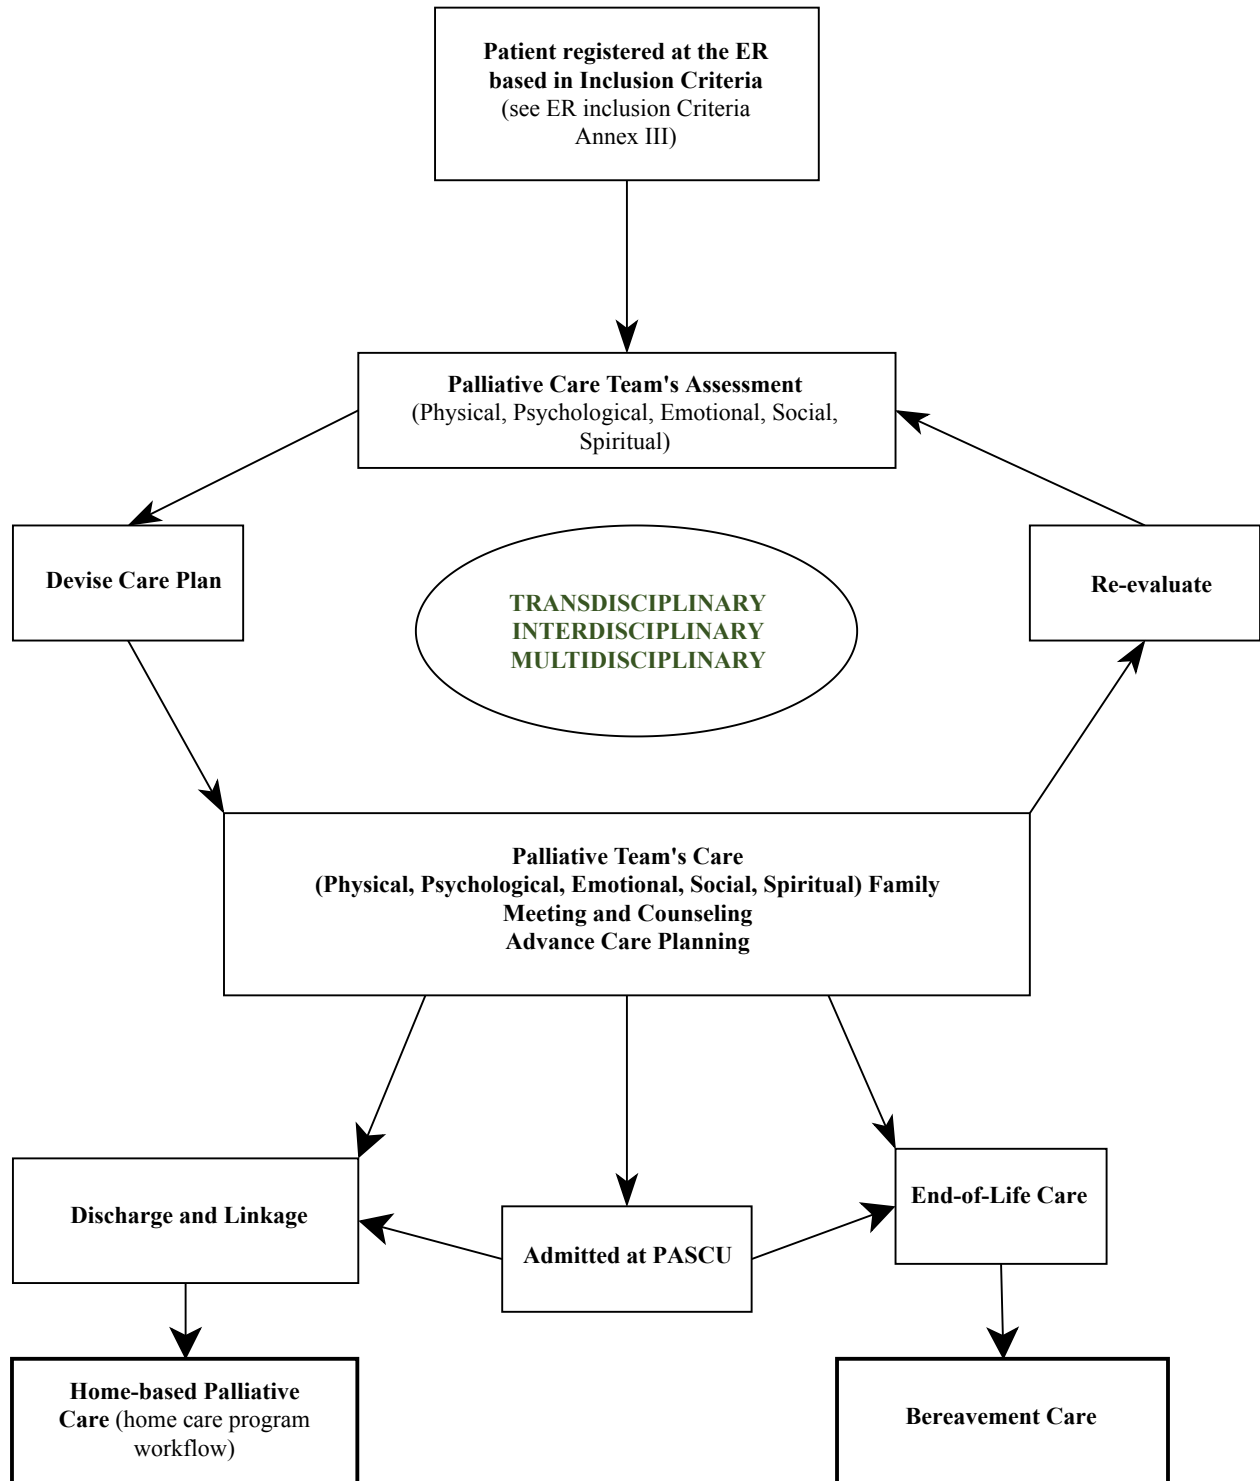 Patient registered at the ER
based in Inclusion Criteria
(see ER inclusion Criteria
Annex III)
Palliative Care Team's Assessment
(Physical, Psychological, Emotional, Social,
Spiritual)
Devise Care Plan
TRANSDISCIPLINARY
INTERDISCIPLINARY
MULTIDISCIPLINARY
Re-evaluate
Palliative Team's Care
(Physical, Psychological, Emotional, Social, Spiritual) Family
Meeting and Counseling
Advance Care Planning
Discharge and Linkage
Admitted at PASCU
End-of-Life Care
Home-based Palliative
Care (home care program
workflow)
Bereavement Care